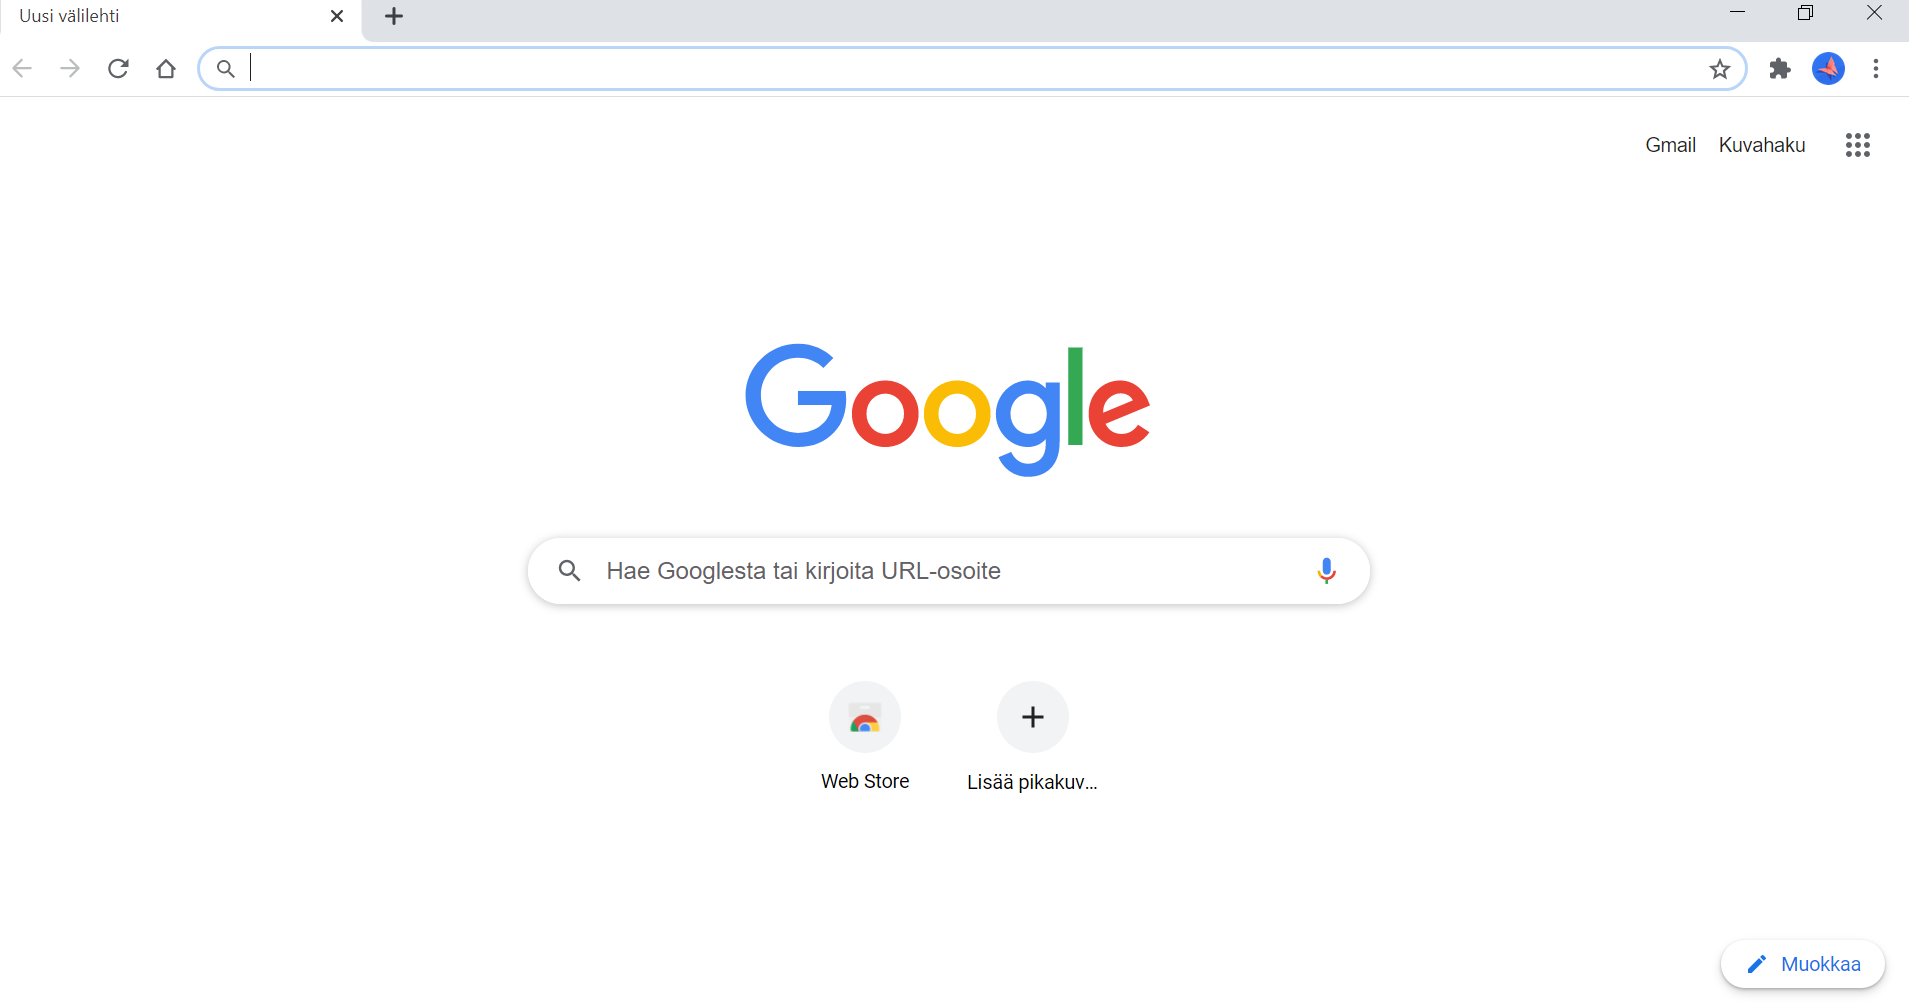 Uusi välilehti
Gmail Kuvahaku
Google
Hae Googlesta tai kirjoita URL-osoite
Web Store
Lisää pikakuv...
Muokkaa